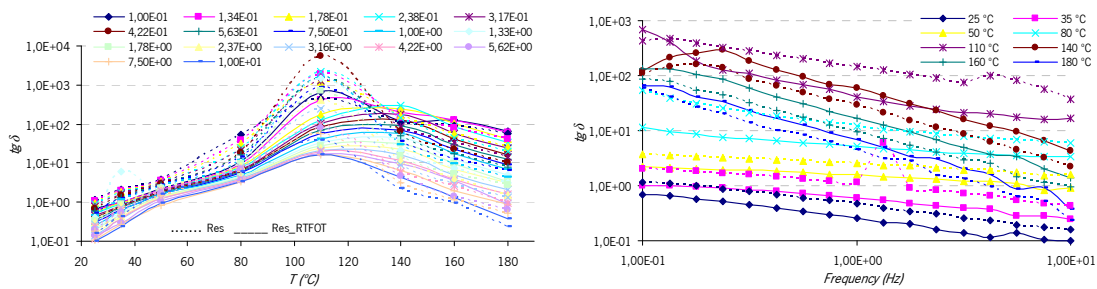 1,00E-01 1,34E-01 1,78E-01 2,38E-01 3,17E-01
4,22E-01 5,63E-01 7,50E-01 1,00E+00 1,33E+00
1,78E+00 2,37E+00 3,16E+00 4,22E+00 5,62E+00
7,50E+00 1,00E+01
1,0E+04
1,0E+03
1,0E+02
1,0E+01
1,0E+00
1,0E-01
tg δ
Res Res_RTFOT
20 40 60 80 100 120 140 160 180
T (°C)
25 °C 35 °C
50 °C 80 °C
110 °C 140 °C
160 °C 180 °C
1,0E+03
1,0E+02
1,0E+01
1,0E+00
1,0E-01
tg δ
1,00E-01 1,00E+00 1,00E+01
Frequency (Hz)